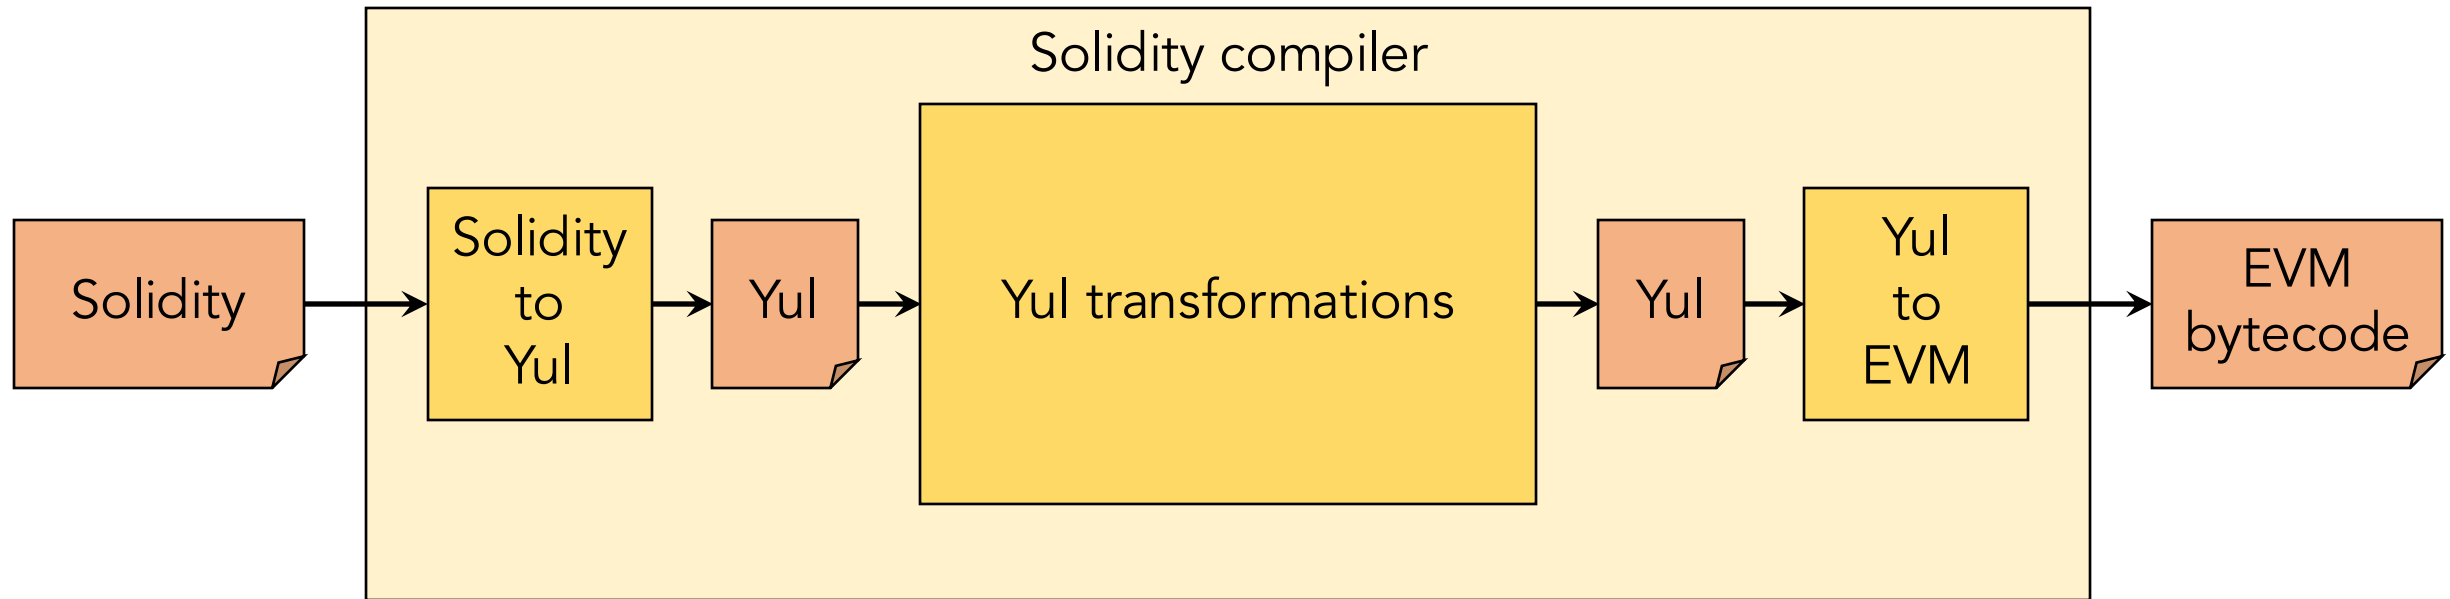 Solidity compiler
Solidity
Solidity
to
Yul
Yul
Yul transformations
Yul
Yul
to
EVM
EVM
bytecode